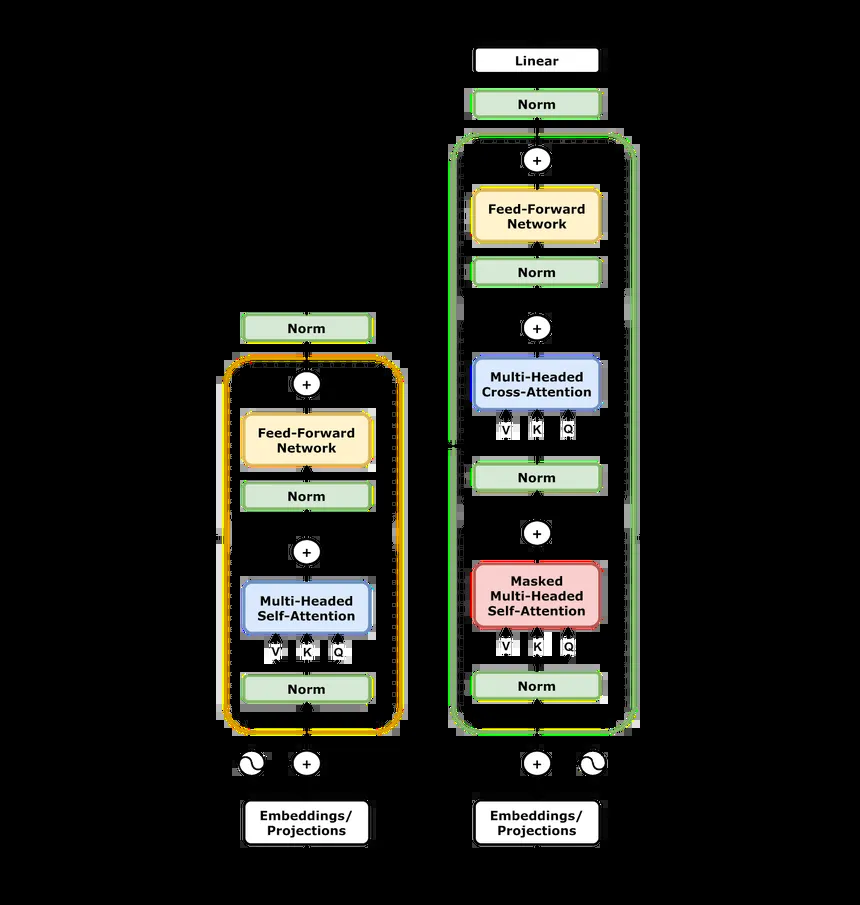 Linear
Norm
Feed-Forward
Network
Norm
Multi-Headed
Cross-Attention
V K Q
Norm
Masked
Multi-Headed
Self-Attention
V K Q
Norm
Embeddings/
Projections
Norm
Feed-Forward
Network
Norm
Multi-Headed
Self-Attention
V K Q
Norm
Embeddings/
Projections